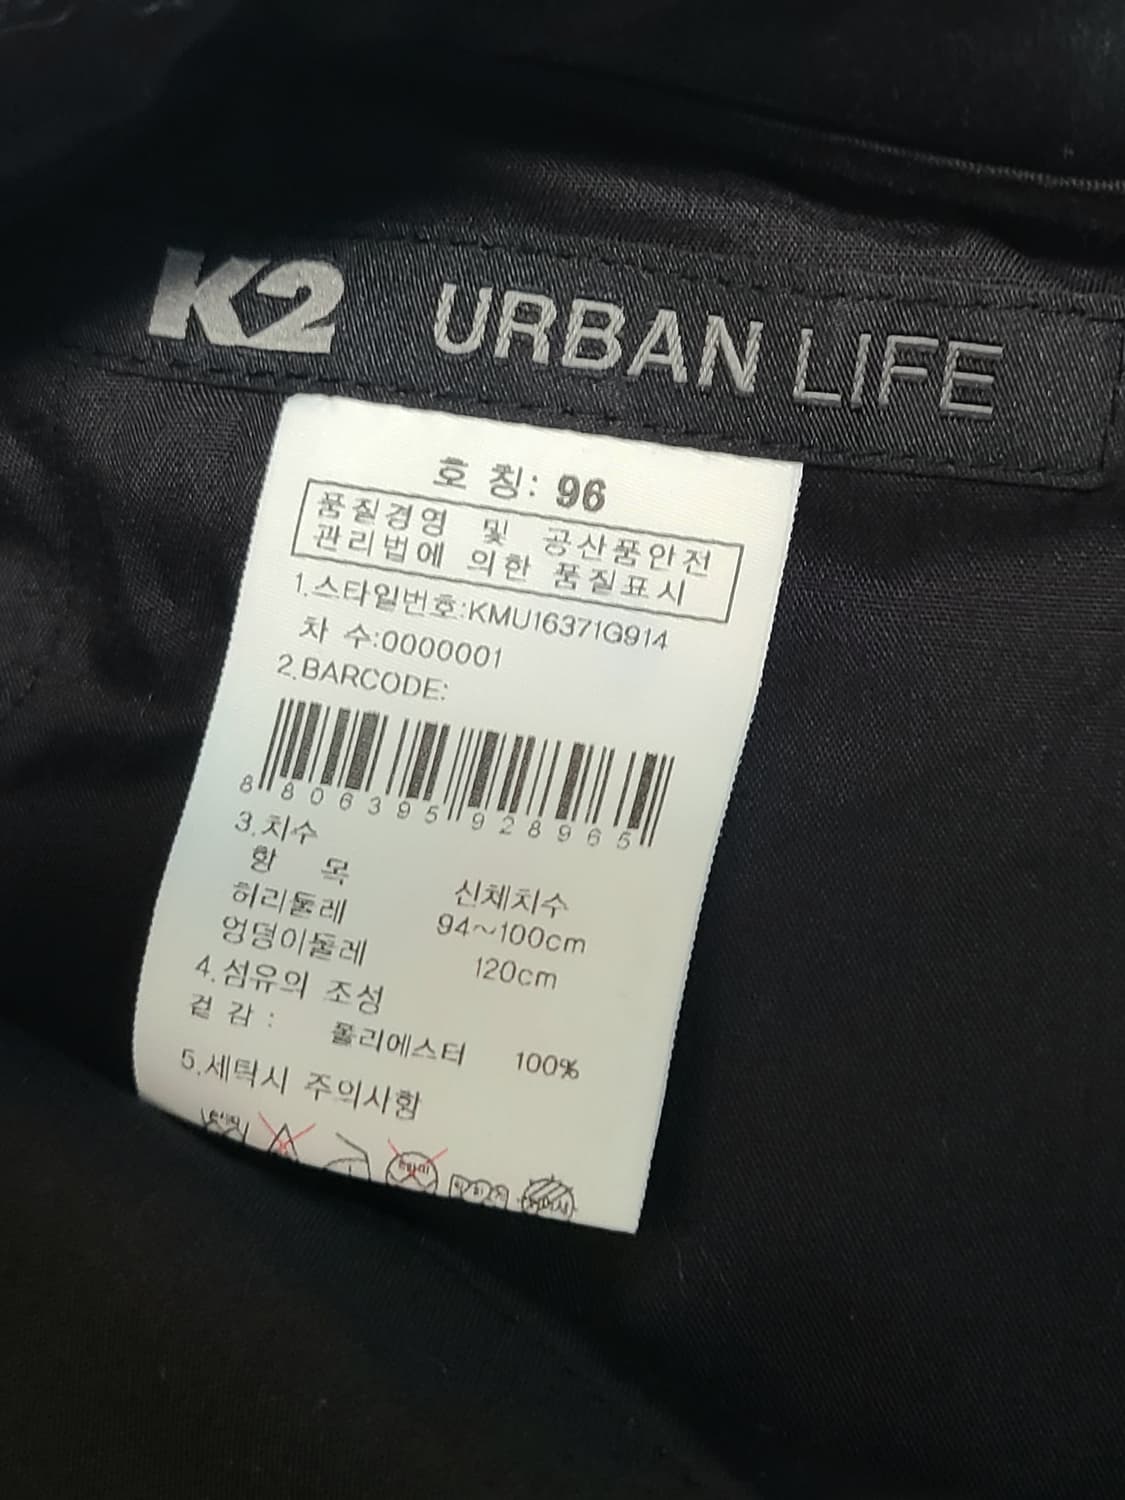 K2 URBAN LIFE
호 칭: 96
품질경영 및 공산품안전
관리법에 의한 품질표시
1.스타일번호:KMU16371G914
차 수:0000001
2.BARCODE:
8 806395 928965
3.치수
항 목 신체치수
허리둘레 94~100cm
엉덩이둘레 120cm
4.섬유의 조성
겉 감 : 폴리에스터 100%
5.세탁시 주의사항